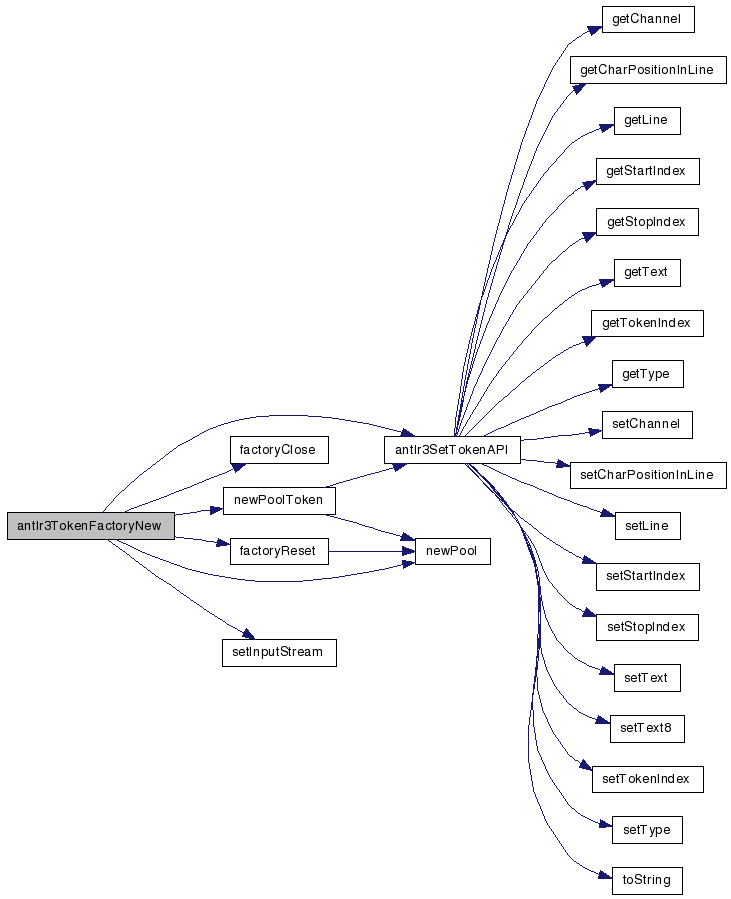 getChannel
getCharPositionInLine
getLine
getStartIndex
getStopIndex
getText
getTokenIndex
getType
setChannel
factoryClose
antlr3SetTokenAPI
setCharPositionInLine
newPoolToken
antlr3TokenFactoryNew
setLine
factoryReset
newPool
setStartIndex
setStopIndex
setInputStream
setText
setText8
setTokenIndex
setType
toString